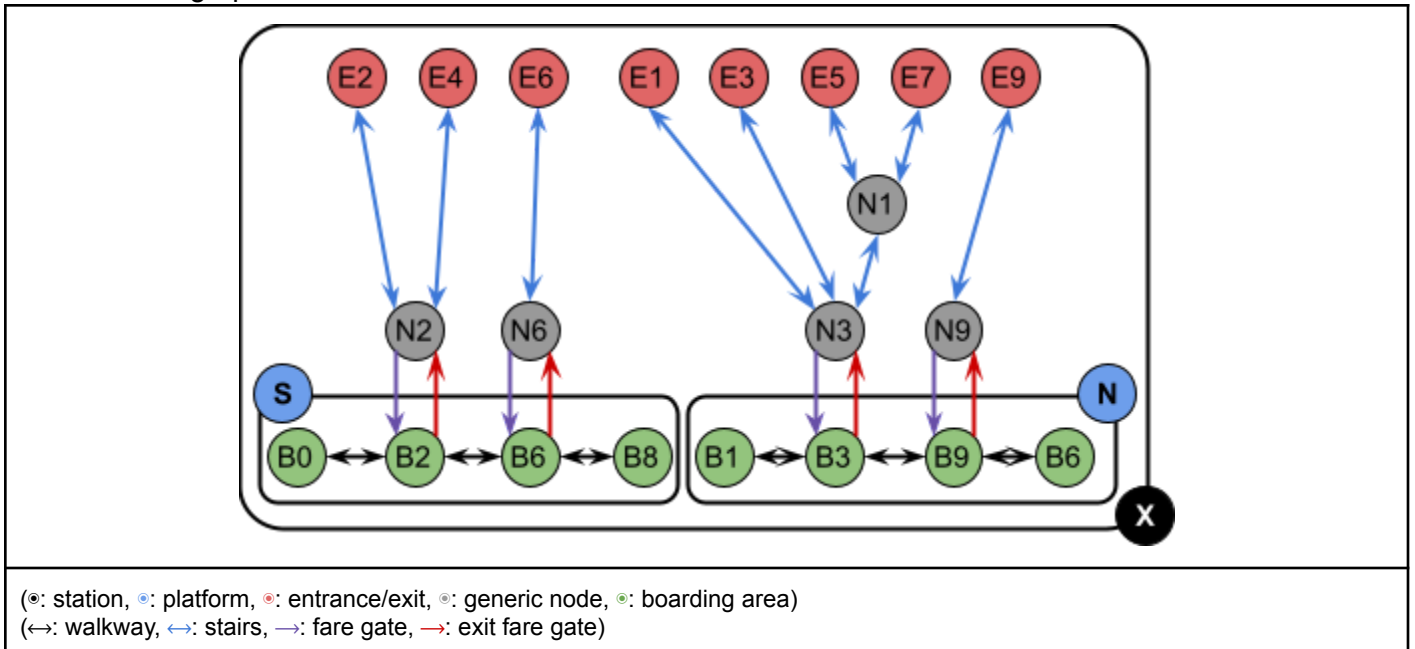 E2 E4 E6 E1 E3 E5 E7 E9
N1
N2 N6 N3 N9
S N
B0 B2 B6 B8 B1 B3 B9 B6
X
(⦿: station, ⦿: platform, ⦿: entrance/exit, ⦿: generic node, ⦿: boarding area)
(↔: walkway, ↔: stairs, →: fare gate, →: exit fare gate)